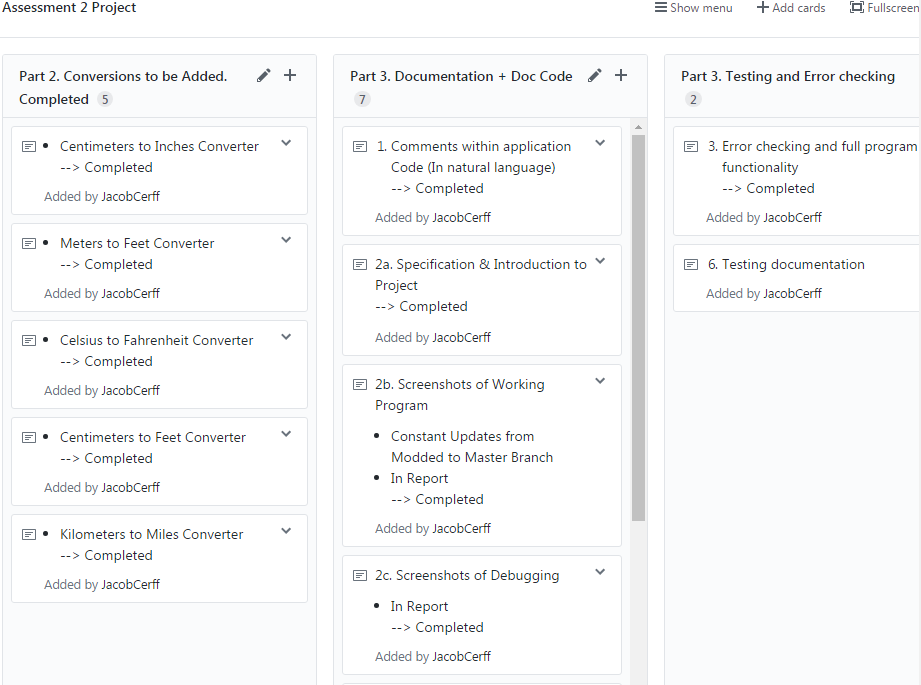 Assessment 2 Project
Show menu
Add cards
Fullscreen
Part 2. Conversions to be Added.
Completed 5
• Centimeters to Inches Converter
--> Completed
Added by JacobCerff
• Meters to Feet Converter
--> Completed
Added by JacobCerff
• Celsius to Fahrenheit Converter
--> Completed
Added by JacobCerff
• Centimeters to Feet Converter
--> Completed
Added by JacobCerff
• Kilometers to Miles Converter
--> Completed
Added by JacobCerff
Part 3. Documentation + Doc Code
7
1. Comments within application
Code (In natural language)
--> Completed
Added by JacobCerff
2a. Specification & Introduction to
Project
--> Completed
Added by JacobCerff
2b. Screenshots of Working
Program
• Constant Updates from
Modded to Master Branch
• In Report
--> Completed
Added by JacobCerff
2c. Screenshots of Debugging
• In Report
--> Completed
Added by JacobCerff
Part 3. Testing and Error checking
2
3. Error checking and full program
functionality
--> Completed
Added by JacobCerff
6. Testing documentation
Added by JacobCerff